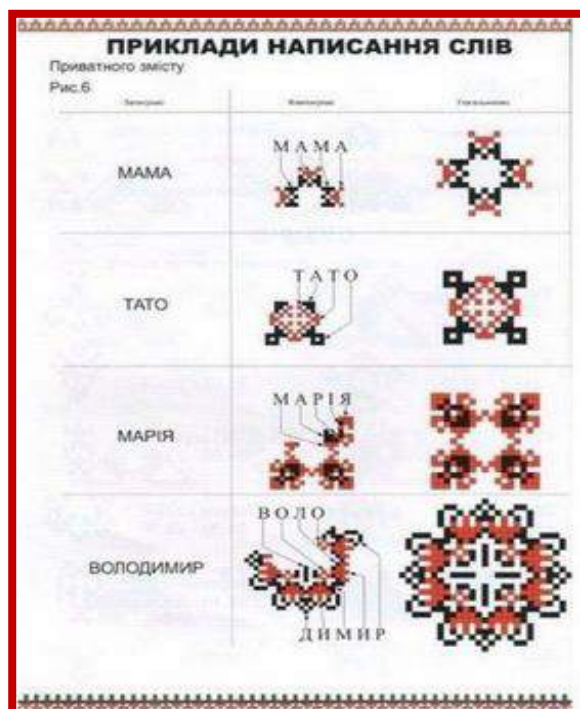 ПРИКЛАДИ НАПИСАННЯ СЛІВ
Приватного змісту
Рис.6
МАМА
М А М А
ТАТО
Т А Т О
МАРІЯ
М А Р І Я
ВОЛОДИМИР
В О Л О
Д И М И Р